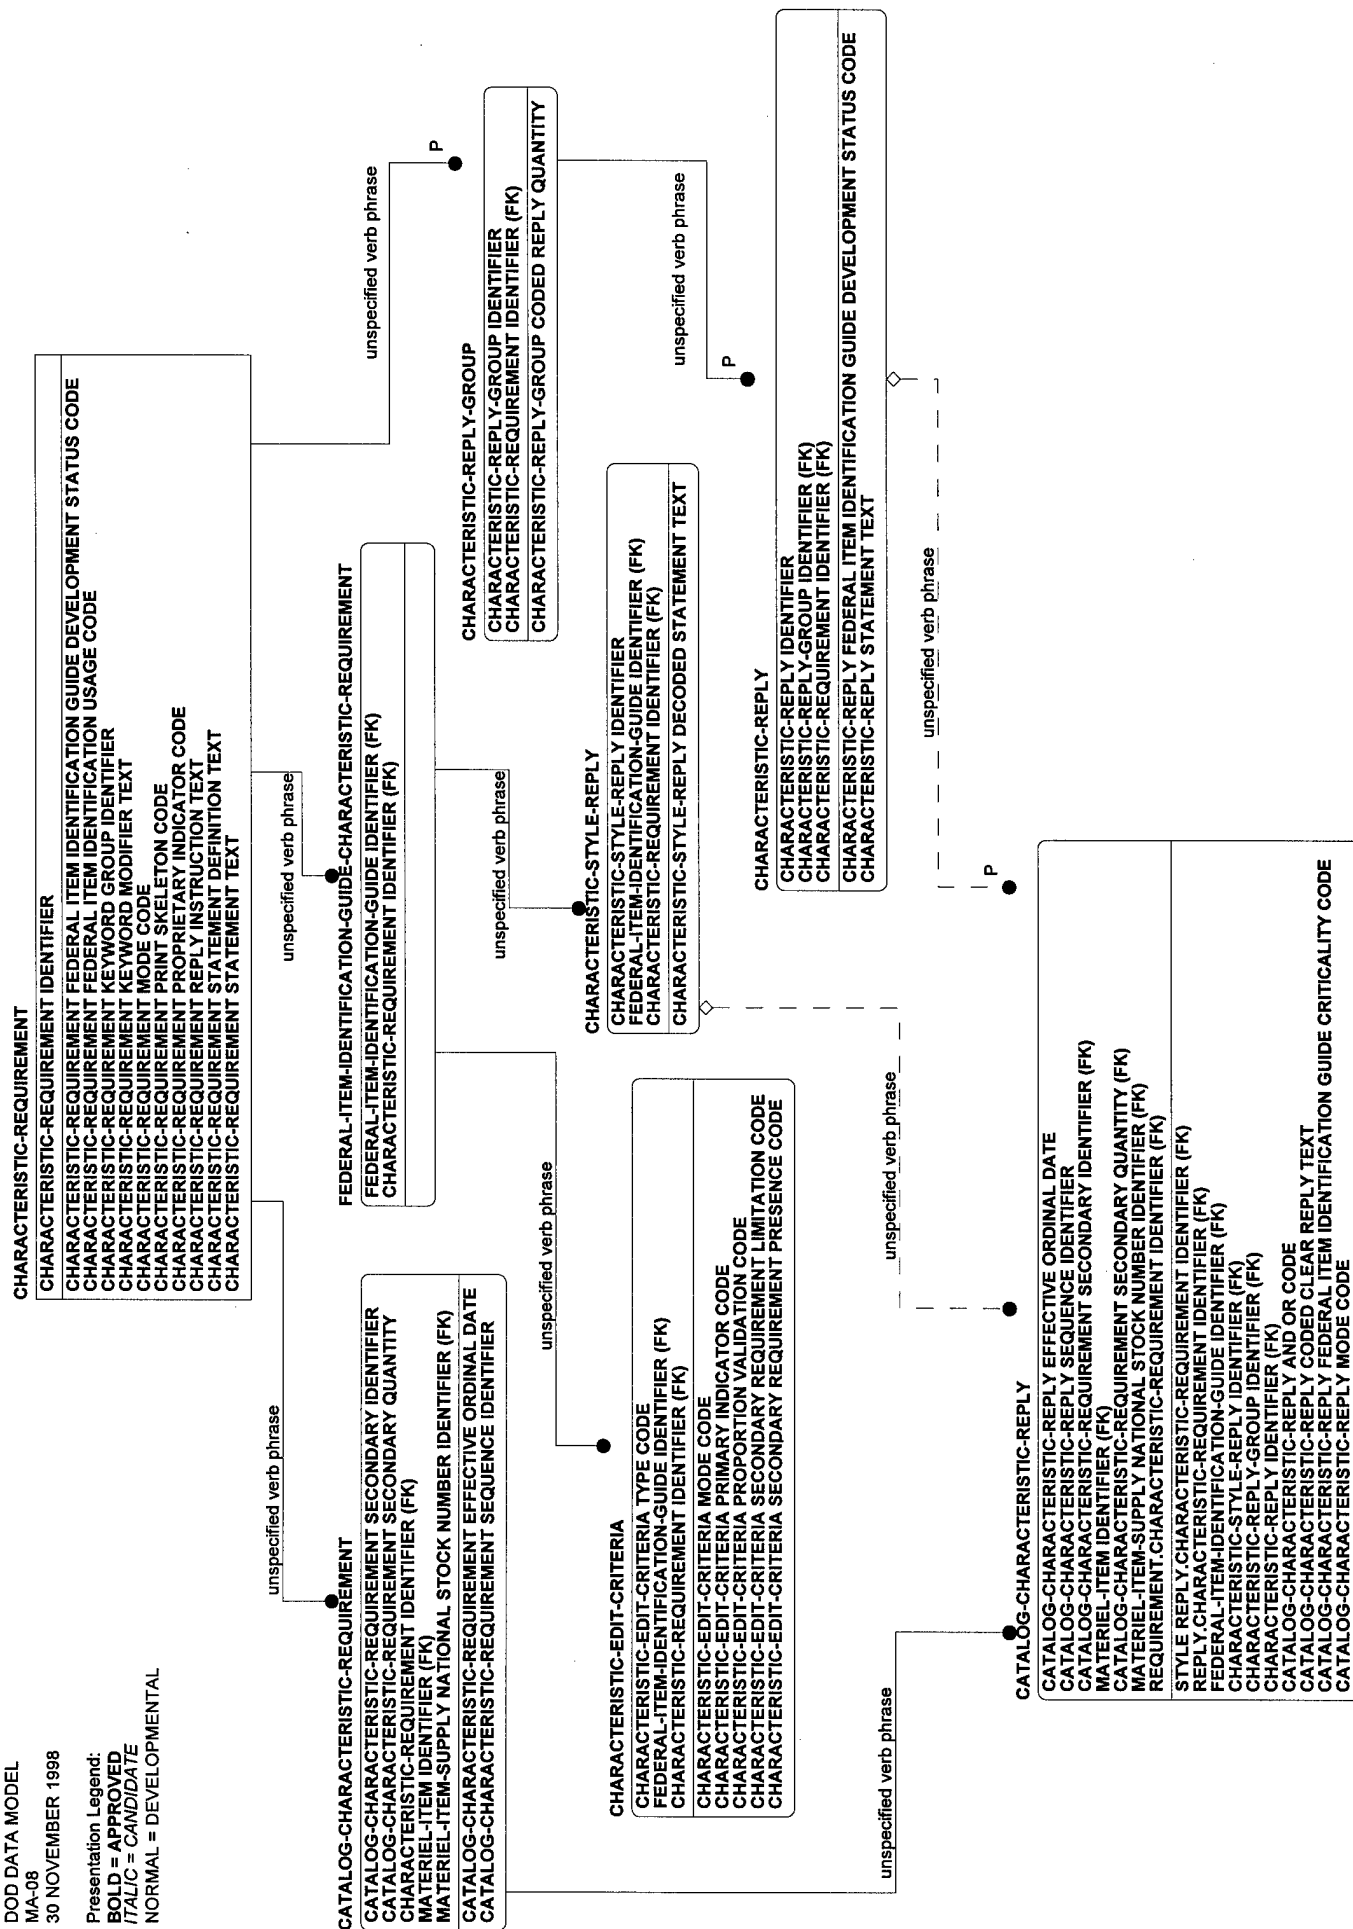 DOD DATA MODEL
MA-08
30 NOVEMBER 1998
Presentation Legend:
BOLD = APPROVED
ITALIC = CANDIDATE
NORMAL = DEVELOPMENTAL
CHARACTERISTIC-REQUIREMENT
CHARACTERISTIC-REQUIREMENT IDENTIFIER
CHARACTERISTIC-REQUIREMENT FEDERAL ITEM IDENTIFICATION GUIDE DEVELOPMENT STATUS CODE
CHARACTERISTIC-REQUIREMENT FEDERAL ITEM IDENTIFICATION USAGE CODE
CHARACTERISTIC-REQUIREMENT KEYWORD GROUP IDENTIFIER
CHARACTERISTIC-REQUIREMENT KEYWORD MODIFIER TEXT
CHARACTERISTIC-REQUIREMENT MODE CODE
CHARACTERISTIC-REQUIREMENT PRINT SKELETON CODE
CHARACTERISTIC-REQUIREMENT PROPRIETARY INDICATOR CODE
CHARACTERISTIC-REQUIREMENT REPLY INSTRUCTION TEXT
CHARACTERISTIC-REQUIREMENT STATEMENT DEFINITION TEXT
CHARACTERISTIC-REQUIREMENT STATEMENT TEXT
unspecified verb phrase
unspecified verb phrase
unspecified verb phrase
P
CATALOG-CHARACTERISTIC-REQUIREMENT
CATALOG-CHARACTERISTIC-REQUIREMENT SECONDARY IDENTIFIER
CATALOG-CHARACTERISTIC-REQUIREMENT SECONDARY QUANTITY
CHARACTERISTIC-REQUIREMENT IDENTIFIER (FK)
MATERIEL-ITEM IDENTIFIER (FK)
MATERIEL-ITEM-SUPPLY NATIONAL STOCK NUMBER IDENTIFIER (FK)
CATALOG-CHARACTERISTIC-REQUIREMENT EFFECTIVE ORDINAL DATE
CATALOG-CHARACTERISTIC-REQUIREMENT SEQUENCE IDENTIFIER
FEDERAL-ITEM-IDENTIFICATION-GUIDE-CHARACTERISTIC-REQUIREMENT
FEDERAL-ITEM-IDENTIFICATION-GUIDE IDENTIFIER (FK)
CHARACTERISTIC-REQUIREMENT IDENTIFIER (FK)
CHARACTERISTIC-REPLY-GROUP
CHARACTERISTIC-REPLY-GROUP IDENTIFIER
CHARACTERISTIC-REQUIREMENT IDENTIFIER (FK)
CHARACTERISTIC-REPLY-GROUP CODED REPLY QUANTITY
unspecified verb phrase
unspecified verb phrase
unspecified verb phrase
P
CHARACTERISTIC-EDIT-CRITERIA
CHARACTERISTIC-EDIT-CRITERIA TYPE CODE
FEDERAL-ITEM-IDENTIFICATION-GUIDE IDENTIFIER (FK)
CHARACTERISTIC-REQUIREMENT IDENTIFIER (FK)
CHARACTERISTIC-EDIT-CRITERIA MODE CODE
CHARACTERISTIC-EDIT-CRITERIA PRIMARY INDICATOR CODE
CHARACTERISTIC-EDIT-CRITERIA PROPORTION VALIDATION CODE
CHARACTERISTIC-EDIT-CRITERIA SECONDARY REQUIREMENT LIMITATION CODE
CHARACTERISTIC-EDIT-CRITERIA SECONDARY REQUIREMENT PRESENCE CODE
CHARACTERISTIC-STYLE-REPLY
CHARACTERISTIC-STYLE-REPLY IDENTIFIER
FEDERAL-ITEM-IDENTIFICATION-GUIDE IDENTIFIER (FK)
CHARACTERISTIC-REQUIREMENT IDENTIFIER (FK)
CHARACTERISTIC-STYLE-REPLY DECODED STATEMENT TEXT
CHARACTERISTIC-REPLY
CHARACTERISTIC-REPLY IDENTIFIER
CHARACTERISTIC-REPLY-GROUP IDENTIFIER (FK)
CHARACTERISTIC-REQUIREMENT IDENTIFIER (FK)
CHARACTERISTIC-REPLY FEDERAL ITEM IDENTIFICATION GUIDE DEVELOPMENT STATUS CODE
CHARACTERISTIC-REPLY STATEMENT TEXT
unspecified verb phrase
unspecified verb phrase
unspecified verb phrase
P
CATALOG-CHARACTERISTIC-REPLY
CATALOG-CHARACTERISTIC-REPLY EFFECTIVE ORDINAL DATE
CATALOG-CHARACTERISTIC-REPLY SEQUENCE IDENTIFIER
CATALOG-CHARACTERISTIC-REQUIREMENT SECONDARY IDENTIFIER (FK)
MATERIEL-ITEM IDENTIFIER (FK)
CATALOG-CHARACTERISTIC-REQUIREMENT SECONDARY QUANTITY (FK)
MATERIEL-ITEM-SUPPLY NATIONAL STOCK NUMBER IDENTIFIER (FK)
REQUIREMENT.CHARACTERISTIC-REQUIREMENT IDENTIFIER (FK)
STYLE REPLY.CHARACTERISTIC-REQUIREMENT IDENTIFIER (FK)
REPLY.CHARACTERISTIC-REQUIREMENT IDENTIFIER (FK)
FEDERAL-ITEM-IDENTIFICATION-GUIDE IDENTIFIER (FK)
CHARACTERISTIC-STYLE-REPLY IDENTIFIER (FK)
CHARACTERISTIC-REPLY-GROUP IDENTIFIER (FK)
CHARACTERISTIC-REPLY IDENTIFIER (FK)
CATALOG-CHARACTERISTIC-REPLY AND OR CODE
CATALOG-CHARACTERISTIC-REPLY CODED CLEAR REPLY TEXT
CATALOG-CHARACTERISTIC-REPLY FEDERAL ITEM IDENTIFICATION GUIDE CRITICALITY CODE
CATALOG-CHARACTERISTIC-REPLY MODE CODE